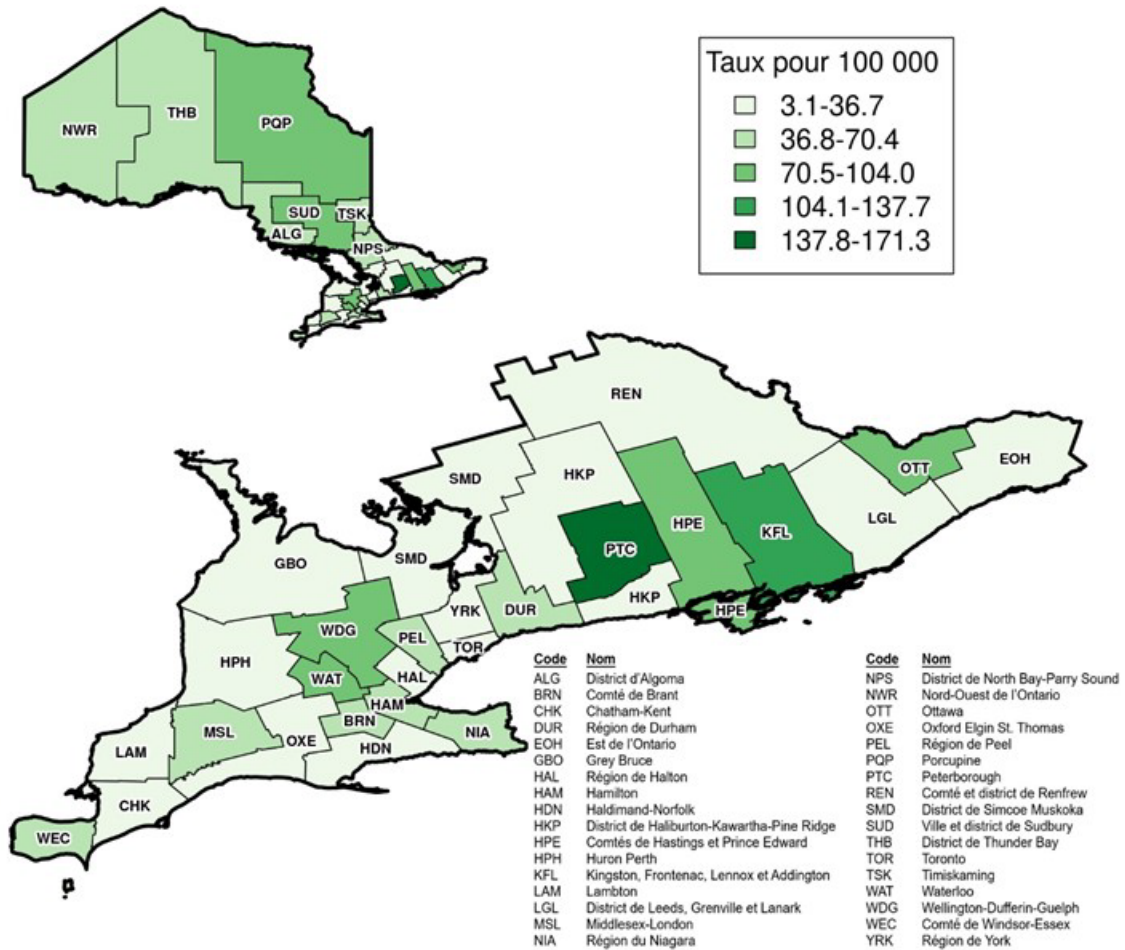 Taux pour 100 000
3.1-36.7
36.8-70.4
70.5-104.0
104.1-137.7
137.8-171.3
NWR
THB
PQP
SUD
TSK
ALG
NPS
REN
SMD
HKP
OTT
EOH
HPE
KFL
LGL
PTC
GBO
SMD
HKP
HPE
YRK
DUR
WDG
PEL
TOR
HPH
WAT
HAL
HAM
BRN
NIA
MSL
OXE
HDN
LAM
CHK
WEC
Code Nom
ALG District d'Algoma
BRN Comté de Brant
CHK Chatham-Kent
DUR Région de Durham
EOH Est de l'Ontario
GBO Grey Bruce
HAL Région de Halton
HAM Hamilton
HDN Haldimand-Norfolk
HKP District de Haliburton-Kawartha-Pine Ridge
HPE Comtés de Hastings et Prince Edward
HPH Huron Perth
KFL Kingston, Frontenac, Lennox et Addington
LAM Lambton
LGL District de Leeds, Grenville et Lanark
MSL Middlesex-London
NIA Région du Niagara
Code Nom
NPS District de North Bay-Parry Sound
NWR Nord-Ouest de l'Ontario
OTT Ottawa
OXE Oxford Elgin St. Thomas
PEL Région de Peel
PQP Porcupine
PTC Peterborough
REN Comté et district de Renfrew
SMD District de Simcoe Muskoka
SUD Ville et district de Sudbury
THB District de Thunder Bay
TOR Toronto
TSK Timiskaming
WAT Waterloo
WDG Wellington-Dufferin-Guelph
WEC Comté de Windsor-Essex
YRK Région de York